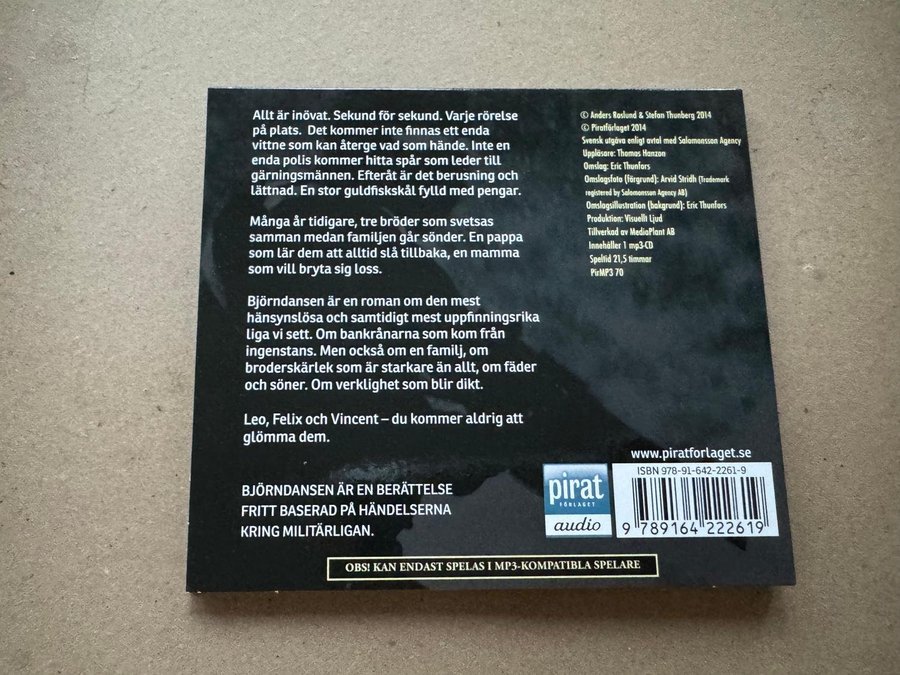 Allt är inövat. Sekund för sekund. Varje rörelse
på plats. Det kommer inte finnas ett enda
vittne som kan återge vad som hände. Inte en
enda polis kommer hitta spår som leder till
gärningsmännen. Efteråt är det berusning och
lättnad. En stor guldfiskskål fylld med pengar.
Många år tidigare, tre bröder som svetsas
samman medan familjen går sönder. En pappa
som lär dem att alltid slå tillbaka, en mamma
som vill bryta sig loss.
Björndansen är en roman om den mest
hänsynslösa och samtidigt mest uppfinningsrika
liga vi sett. Om bankrånarna som kom från
ingenstans. Men också om en familj, om
broderskärlek som är starkare än allt, om fäder
och söner. Om verklighet som blir dikt.
Leo, Felix och Vincent – du kommer aldrig att
glömma dem.
BJÖRNDANSEN ÄR EN BERÄTTELSE
FRITT BASERAD PÅ HÄNDELSERNA
KRING MILITÄRLIGAN.
© Anders Roslund & Stefan Thunberg 2014
© Piratförlaget 2014
Svensk utgåva enligt avtal med Salomonsson Agency
Uppläsare: Thomas Hanzon
Omslag: Eric Thunfors
Omslagsfoto (färgrund): Arvid Stridh (Trademark
registered by Salomonsson Agency AB)
Omslagsillustration (bakgrund): Eric Thunfors
Produktion: Visuellt Ljud
Tillverkad av MediaPlant AB
Innehåller 1 mp3-CD
Speltid 21,5 timmar
PirMP3 70
www.piratforlaget.se
pirat
FÖRLAGET
audio
ISBN 978-91-642-2261-9
9 789164 222619
OBS! KAN ENDAST SPELAS I MP3-KOMPATIBLA SPELARE